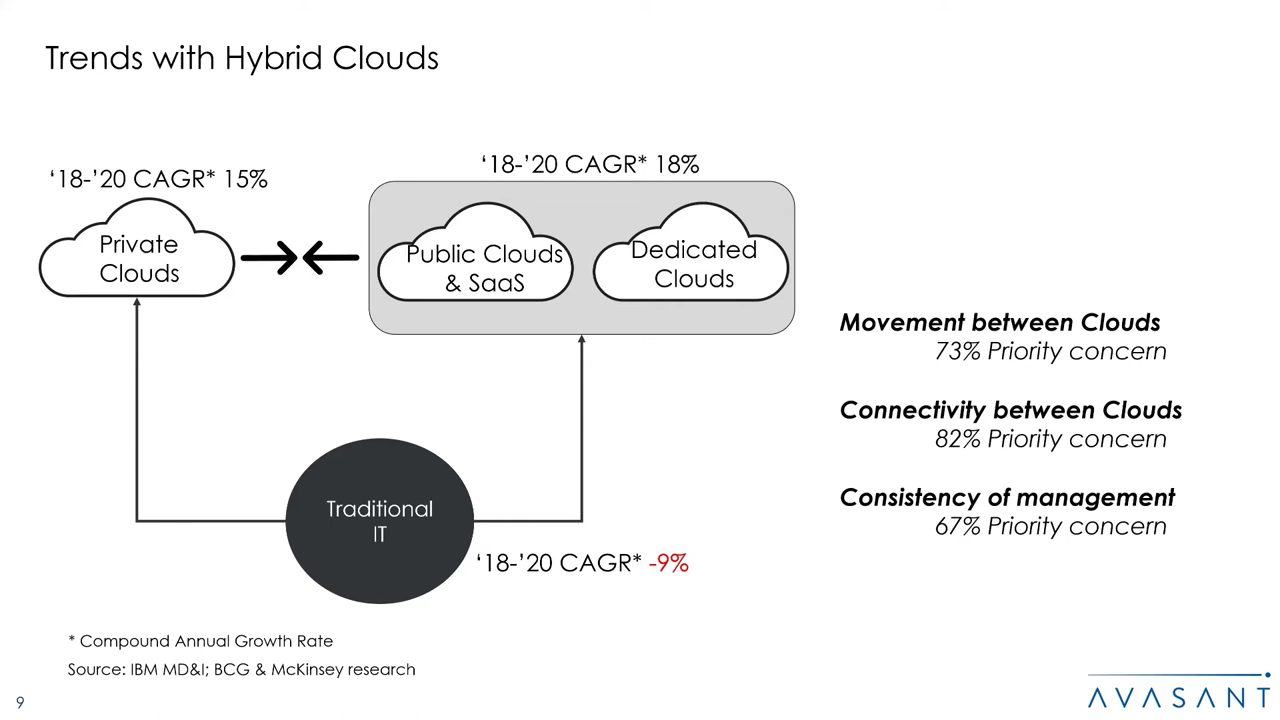 Trends with Hybrid Clouds
‘18-’20 CAGR* 15%
‘18-’20 CAGR* 18%
Private
Clouds
Public Clouds
& SaaS
Dedicated
Clouds
Movement between Clouds
73% Priority concern
Connectivity between Clouds
82% Priority concern
Consistency of management
67% Priority concern
Traditional
IT
‘18-’20 CAGR* -9%
* Compound Annual Growth Rate
Source: IBM MD&I; BCG & McKinsey research
9
AVASANT